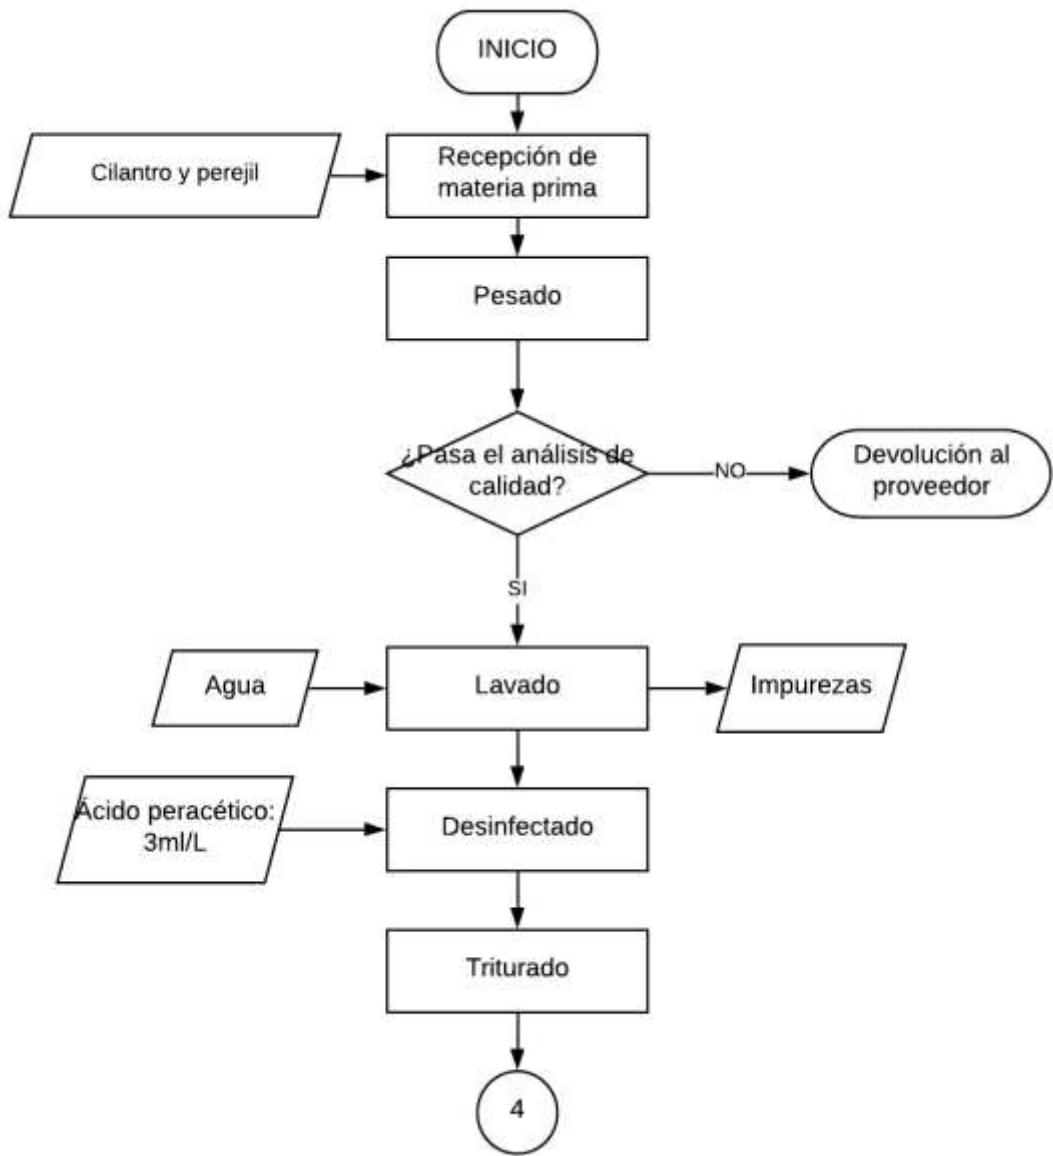 INICIO
Cilantro y perejil
Recepción de
materia prima
Pesado
¿Pasa el análisis de
calidad?
NO
Devolución al
proveedor
SI
Agua
Lavado
Impurezas
Ácido peracético:
3ml/L
Desinfectado
Triturado
4